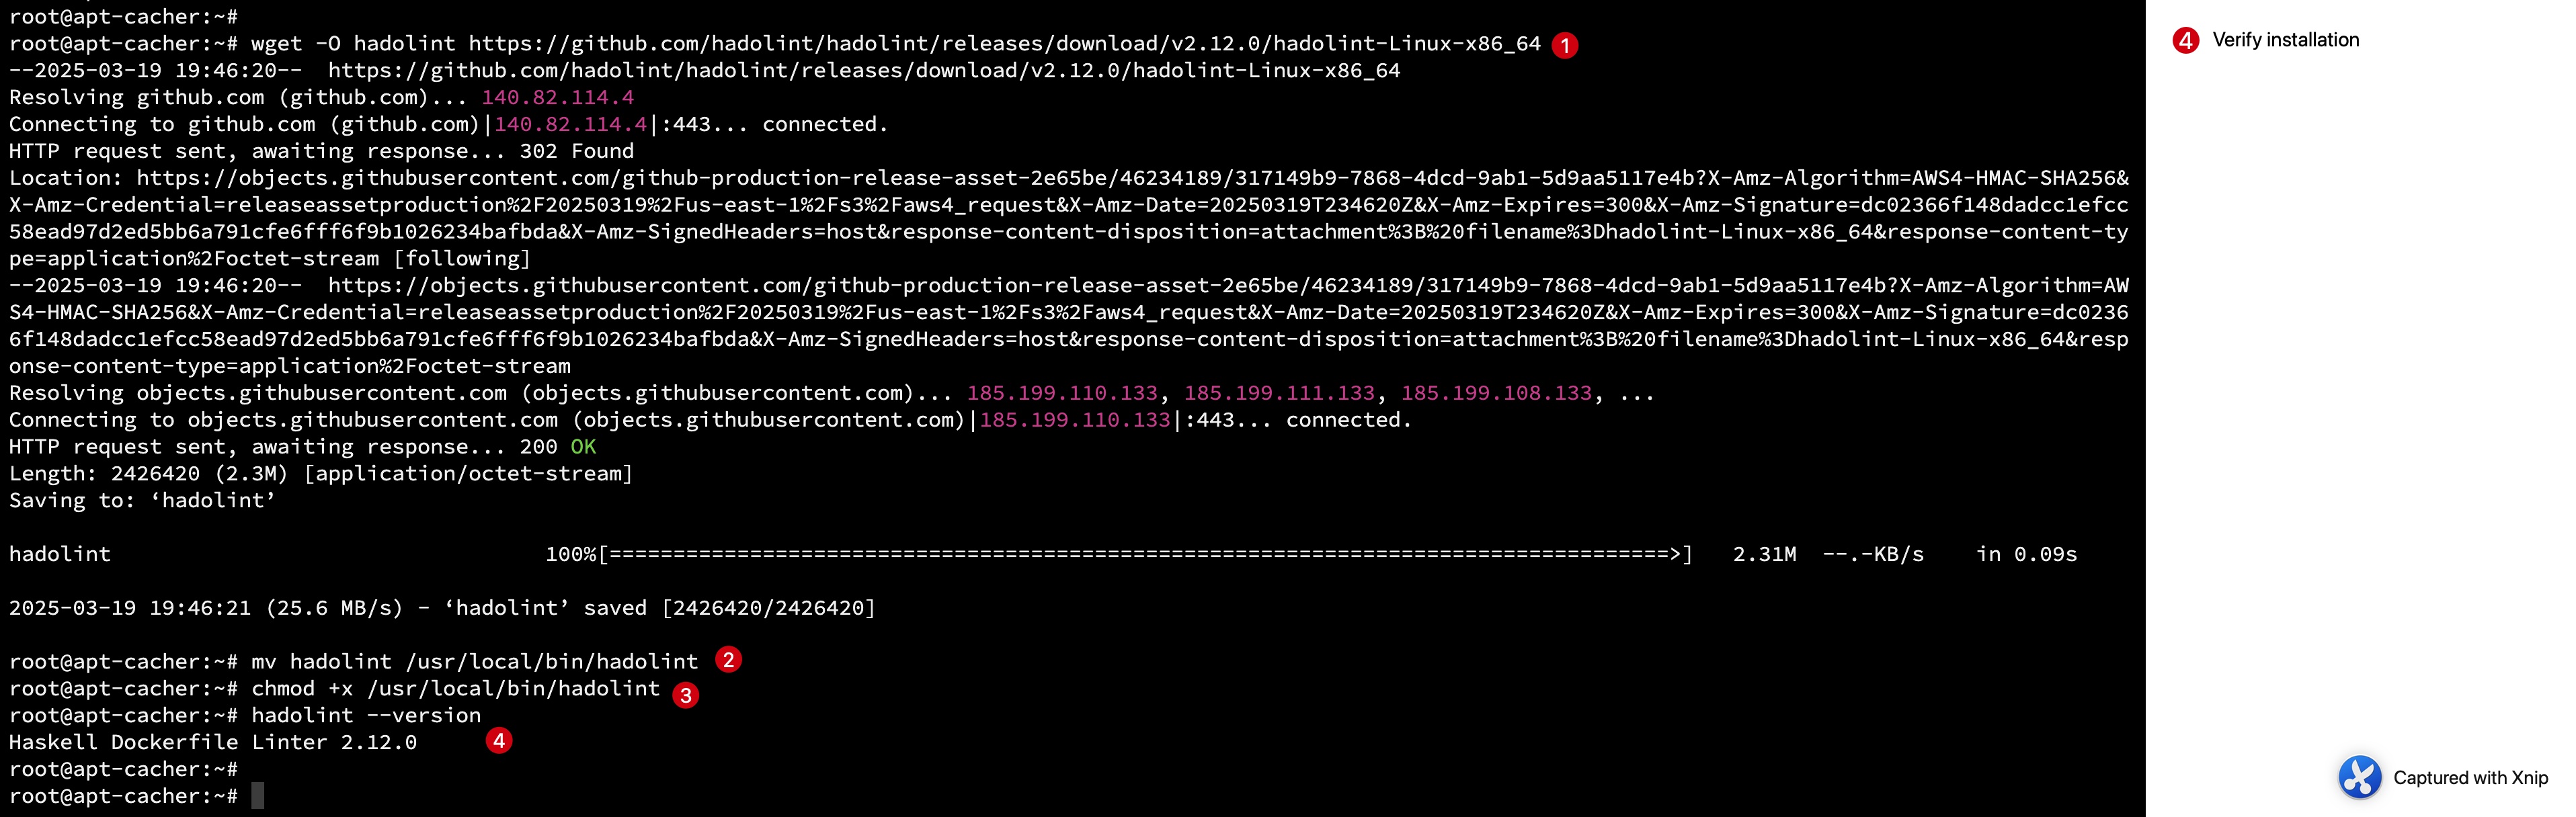 root@apt-cacher:~#
root@apt-cacher:~# wget -O hadolint https://github.com/hadolint/hadolint/releases/download/v2.12.0/hadolint-Linux-x86_64 1
--2025-03-19 19:46:20--  https://github.com/hadolint/hadolint/releases/download/v2.12.0/hadolint-Linux-x86_64
Resolving github.com (github.com)... 140.82.114.4
Connecting to github.com (github.com)|140.82.114.4|:443... connected.
HTTP request sent, awaiting response... 302 Found
Location: https://objects.githubusercontent.com/github-production-release-asset-2e65be/46234189/317149b9-7868-4dcd-9ab1-5d9aa5117e4b?X-Amz-Algorithm=AWS4-HMAC-SHA256&
X-Amz-Credential=releaseassetproduction%2F20250319%2Fus-east-1%2Fs3%2Faws4_request&X-Amz-Date=20250319T234620Z&X-Amz-Expires=300&X-Amz-Signature=dc02366f148dadcc1efcc
58ead97d2ed5bb6a791cfe6fff6f9b1026234bafbda&X-Amz-SignedHeaders=host&response-content-disposition=attachment%3B%20filename%3Dhadolint-Linux-x86_64&response-content-ty
pe=application%2Foctet-stream [following]
--2025-03-19 19:46:20--  https://objects.githubusercontent.com/github-production-release-asset-2e65be/46234189/317149b9-7868-4dcd-9ab1-5d9aa5117e4b?X-Amz-Algorithm=AW
S4-HMAC-SHA256&X-Amz-Credential=releaseassetproduction%2F20250319%2Fus-east-1%2Fs3%2Faws4_request&X-Amz-Date=20250319T234620Z&X-Amz-Expires=300&X-Amz-Signature=dc0236
6f148dadcc1efcc58ead97d2ed5bb6a791cfe6fff6f9b1026234bafbda&X-Amz-SignedHeaders=host&response-content-disposition=attachment%3B%20filename%3Dhadolint-Linux-x86_64&resp
onse-content-type=application%2Foctet-stream
Resolving objects.githubusercontent.com (objects.githubusercontent.com)... 185.199.110.133, 185.199.111.133, 185.199.108.133, ...
Connecting to objects.githubusercontent.com (objects.githubusercontent.com)|185.199.110.133|:443... connected.
HTTP request sent, awaiting response... 200 OK
Length: 2426420 (2.3M) [application/octet-stream]
Saving to: ‘hadolint’
hadolint 100%[===================================================================================>] 2.31M --.-KB/s in 0.09s
2025-03-19 19:46:21 (25.6 MB/s) - ‘hadolint’ saved [2426420/2426420]
root@apt-cacher:~# mv hadolint /usr/local/bin/hadolint 2
root@apt-cacher:~# chmod +x /usr/local/bin/hadolint 3
root@apt-cacher:~# hadolint --version
Haskell Dockerfile Linter 2.12.0 4
root@apt-cacher:~#
root@apt-cacher:~#
4 Verify installation
Captured with Xnip